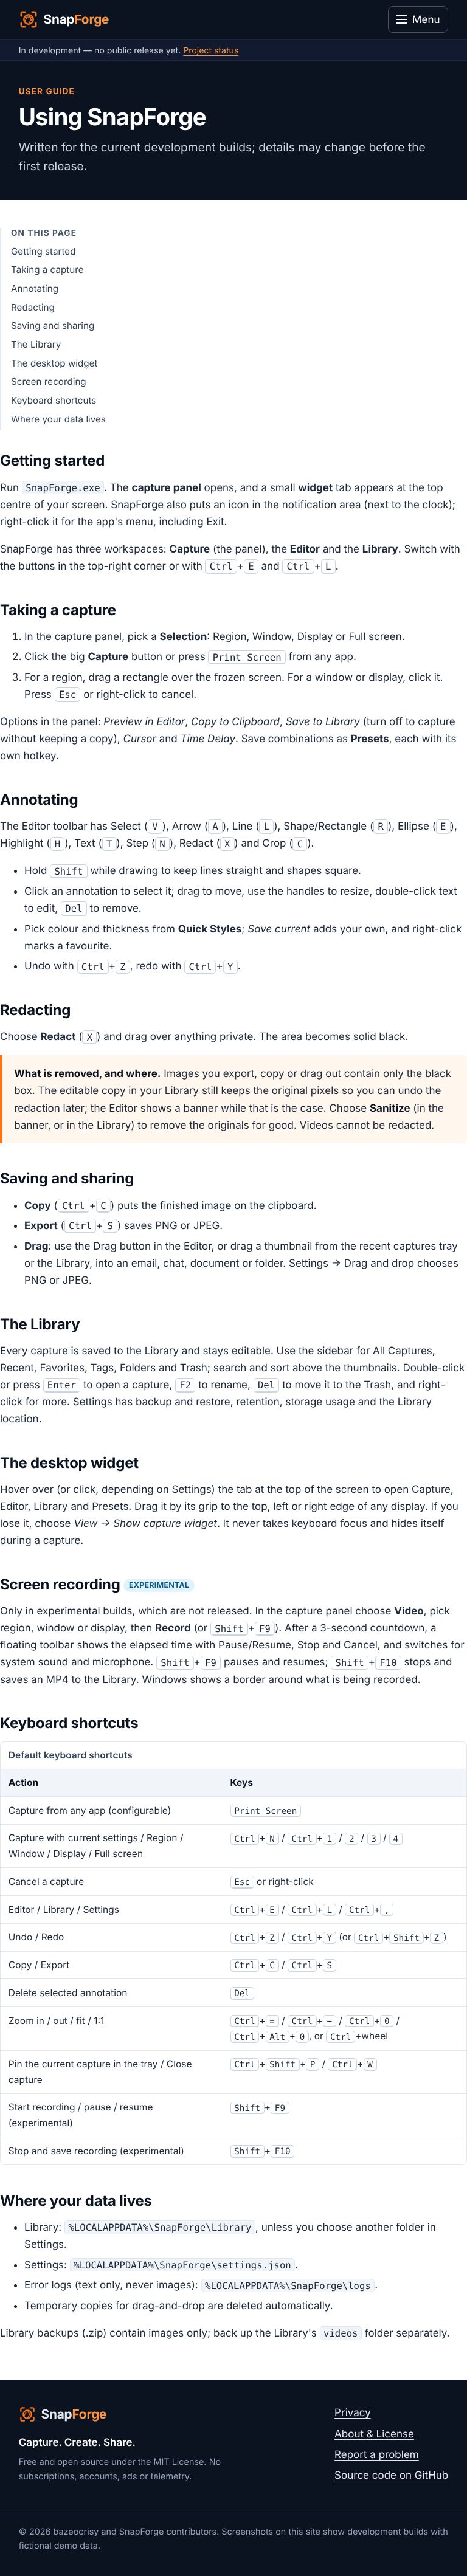 SnapForge
Menu
In development — no public release yet. Project status
USER GUIDE
Using SnapForge
Written for the current development builds; details may change before the
first release.
ON THIS PAGE
Getting started
Taking a capture
Annotating
Redacting
Saving and sharing
The Library
The desktop widget
Screen recording
Keyboard shortcuts
Where your data lives
Getting started
Run SnapForge.exe. The capture panel opens, and a small widget tab appears at the top
centre of your screen. SnapForge also puts an icon in the notification area (next to the clock);
right-click it for the app's menu, including Exit.
SnapForge has three workspaces: Capture (the panel), the Editor and the Library. Switch with
the buttons in the top-right corner or with Ctrl+E and Ctrl+L.
Taking a capture
1. In the capture panel, pick a Selection: Region, Window, Display or Full screen.
2. Click the big Capture button or press Print Screen from any app.
3. For a region, drag a rectangle over the frozen screen. For a window or display, click it.
Press Esc or right-click to cancel.
Options in the panel: Preview in Editor, Copy to Clipboard, Save to Library (turn off to capture
without keeping a copy), Cursor and Time Delay. Save combinations as Presets, each with its
own hotkey.
Annotating
The Editor toolbar has Select (V), Arrow (A), Line (L), Shape/Rectangle (R), Ellipse (E),
Highlight (H), Text (T), Step (N), Redact (X) and Crop (C).
• Hold Shift while drawing to keep lines straight and shapes square.
• Click an annotation to select it; drag to move, use the handles to resize, double-click text
to edit, Del to remove.
• Pick colour and thickness from Quick Styles; Save current adds your own, and right-click
marks a favourite.
• Undo with Ctrl+Z, redo with Ctrl+Y.
Redacting
Choose Redact (X) and drag over anything private. The area becomes solid black.
What is removed, and where. Images you export, copy or drag out contain only the black
box. The editable copy in your Library still keeps the original pixels so you can undo the
redaction later; the Editor shows a banner while that is the case. Choose Sanitize (in the
banner, or in the Library) to remove the originals for good. Videos cannot be redacted.
Saving and sharing
• Copy (Ctrl+C) puts the finished image on the clipboard.
• Export (Ctrl+S) saves PNG or JPEG.
• Drag: use the Drag button in the Editor, or drag a thumbnail from the recent captures tray
or the Library, into an email, chat, document or folder. Settings → Drag and drop chooses
PNG or JPEG.
The Library
Every capture is saved to the Library and stays editable. Use the sidebar for All Captures,
Recent, Favorites, Tags, Folders and Trash; search and sort above the thumbnails. Double-click
or press Enter to open a capture, F2 to rename, Del to move it to the Trash, and right-
click for more. Settings has backup and restore, retention, storage usage and the Library
location.
The desktop widget
Hover over (or click, depending on Settings) the tab at the top of the screen to open Capture,
Editor, Library and Presets. Drag it by its grip to the top, left or right edge of any display. If you
lose it, choose View → Show capture widget. It never takes keyboard focus and hides itself
during a capture.
Screen recording EXPERIMENTAL
Only in experimental builds, which are not released. In the capture panel choose Video, pick
region, window or display, then Record (or Shift+F9). After a 3-second countdown, a
floating toolbar shows the elapsed time with Pause/Resume, Stop and Cancel, and switches for
system sound and microphone. Shift+F9 pauses and resumes; Shift+F10 stops and
saves an MP4 to the Library. Windows shows a border around what is being recorded.
Keyboard shortcuts
Default keyboard shortcuts
Action Keys
Capture from any app (configurable) Print Screen
Capture with current settings / Region / Ctrl+N / Ctrl+1 / 2 / 3 / 4
Window / Display / Full screen
Cancel a capture Esc or right-click
Editor / Library / Settings Ctrl+E / Ctrl+L / Ctrl+,
Undo / Redo Ctrl+Z / Ctrl+Y (or Ctrl+Shift+Z)
Copy / Export Ctrl+C / Ctrl+S
Delete selected annotation Del
Zoom in / out / fit / 1:1 Ctrl+= / Ctrl+− / Ctrl+0 /
Ctrl+Alt+0, or Ctrl+wheel
Pin the current capture in the tray / Close Ctrl+Shift+P / Ctrl+W
capture
Start recording / pause / resume Shift+F9
(experimental)
Stop and save recording (experimental) Shift+F10
Where your data lives
• Library: %LOCALAPPDATA%\SnapForge\Library, unless you choose another folder in
Settings.
• Settings: %LOCALAPPDATA%\SnapForge\settings.json.
• Error logs (text only, never images): %LOCALAPPDATA%\SnapForge\logs.
• Temporary copies for drag-and-drop are deleted automatically.
Library backups (.zip) contain images only; back up the Library's videos folder separately.
SnapForge
Capture. Create. Share.
Free and open source under the MIT License. No
subscriptions, accounts, ads or telemetry.
Privacy
About & License
Report a problem
Source code on GitHub
© 2026 bazeocrisy and SnapForge contributors. Screenshots on this site show development builds with
fictional demo data.